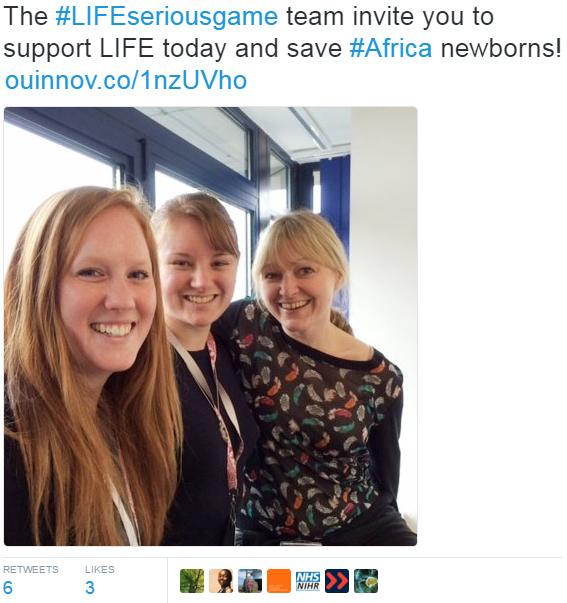 The #LIFEseriousgame team invite you to
support LIFE today and save #Africa newborns!
ouinnov.co/1nzUVho
RETWEETS LIKES
6 3
NHS
NIHR